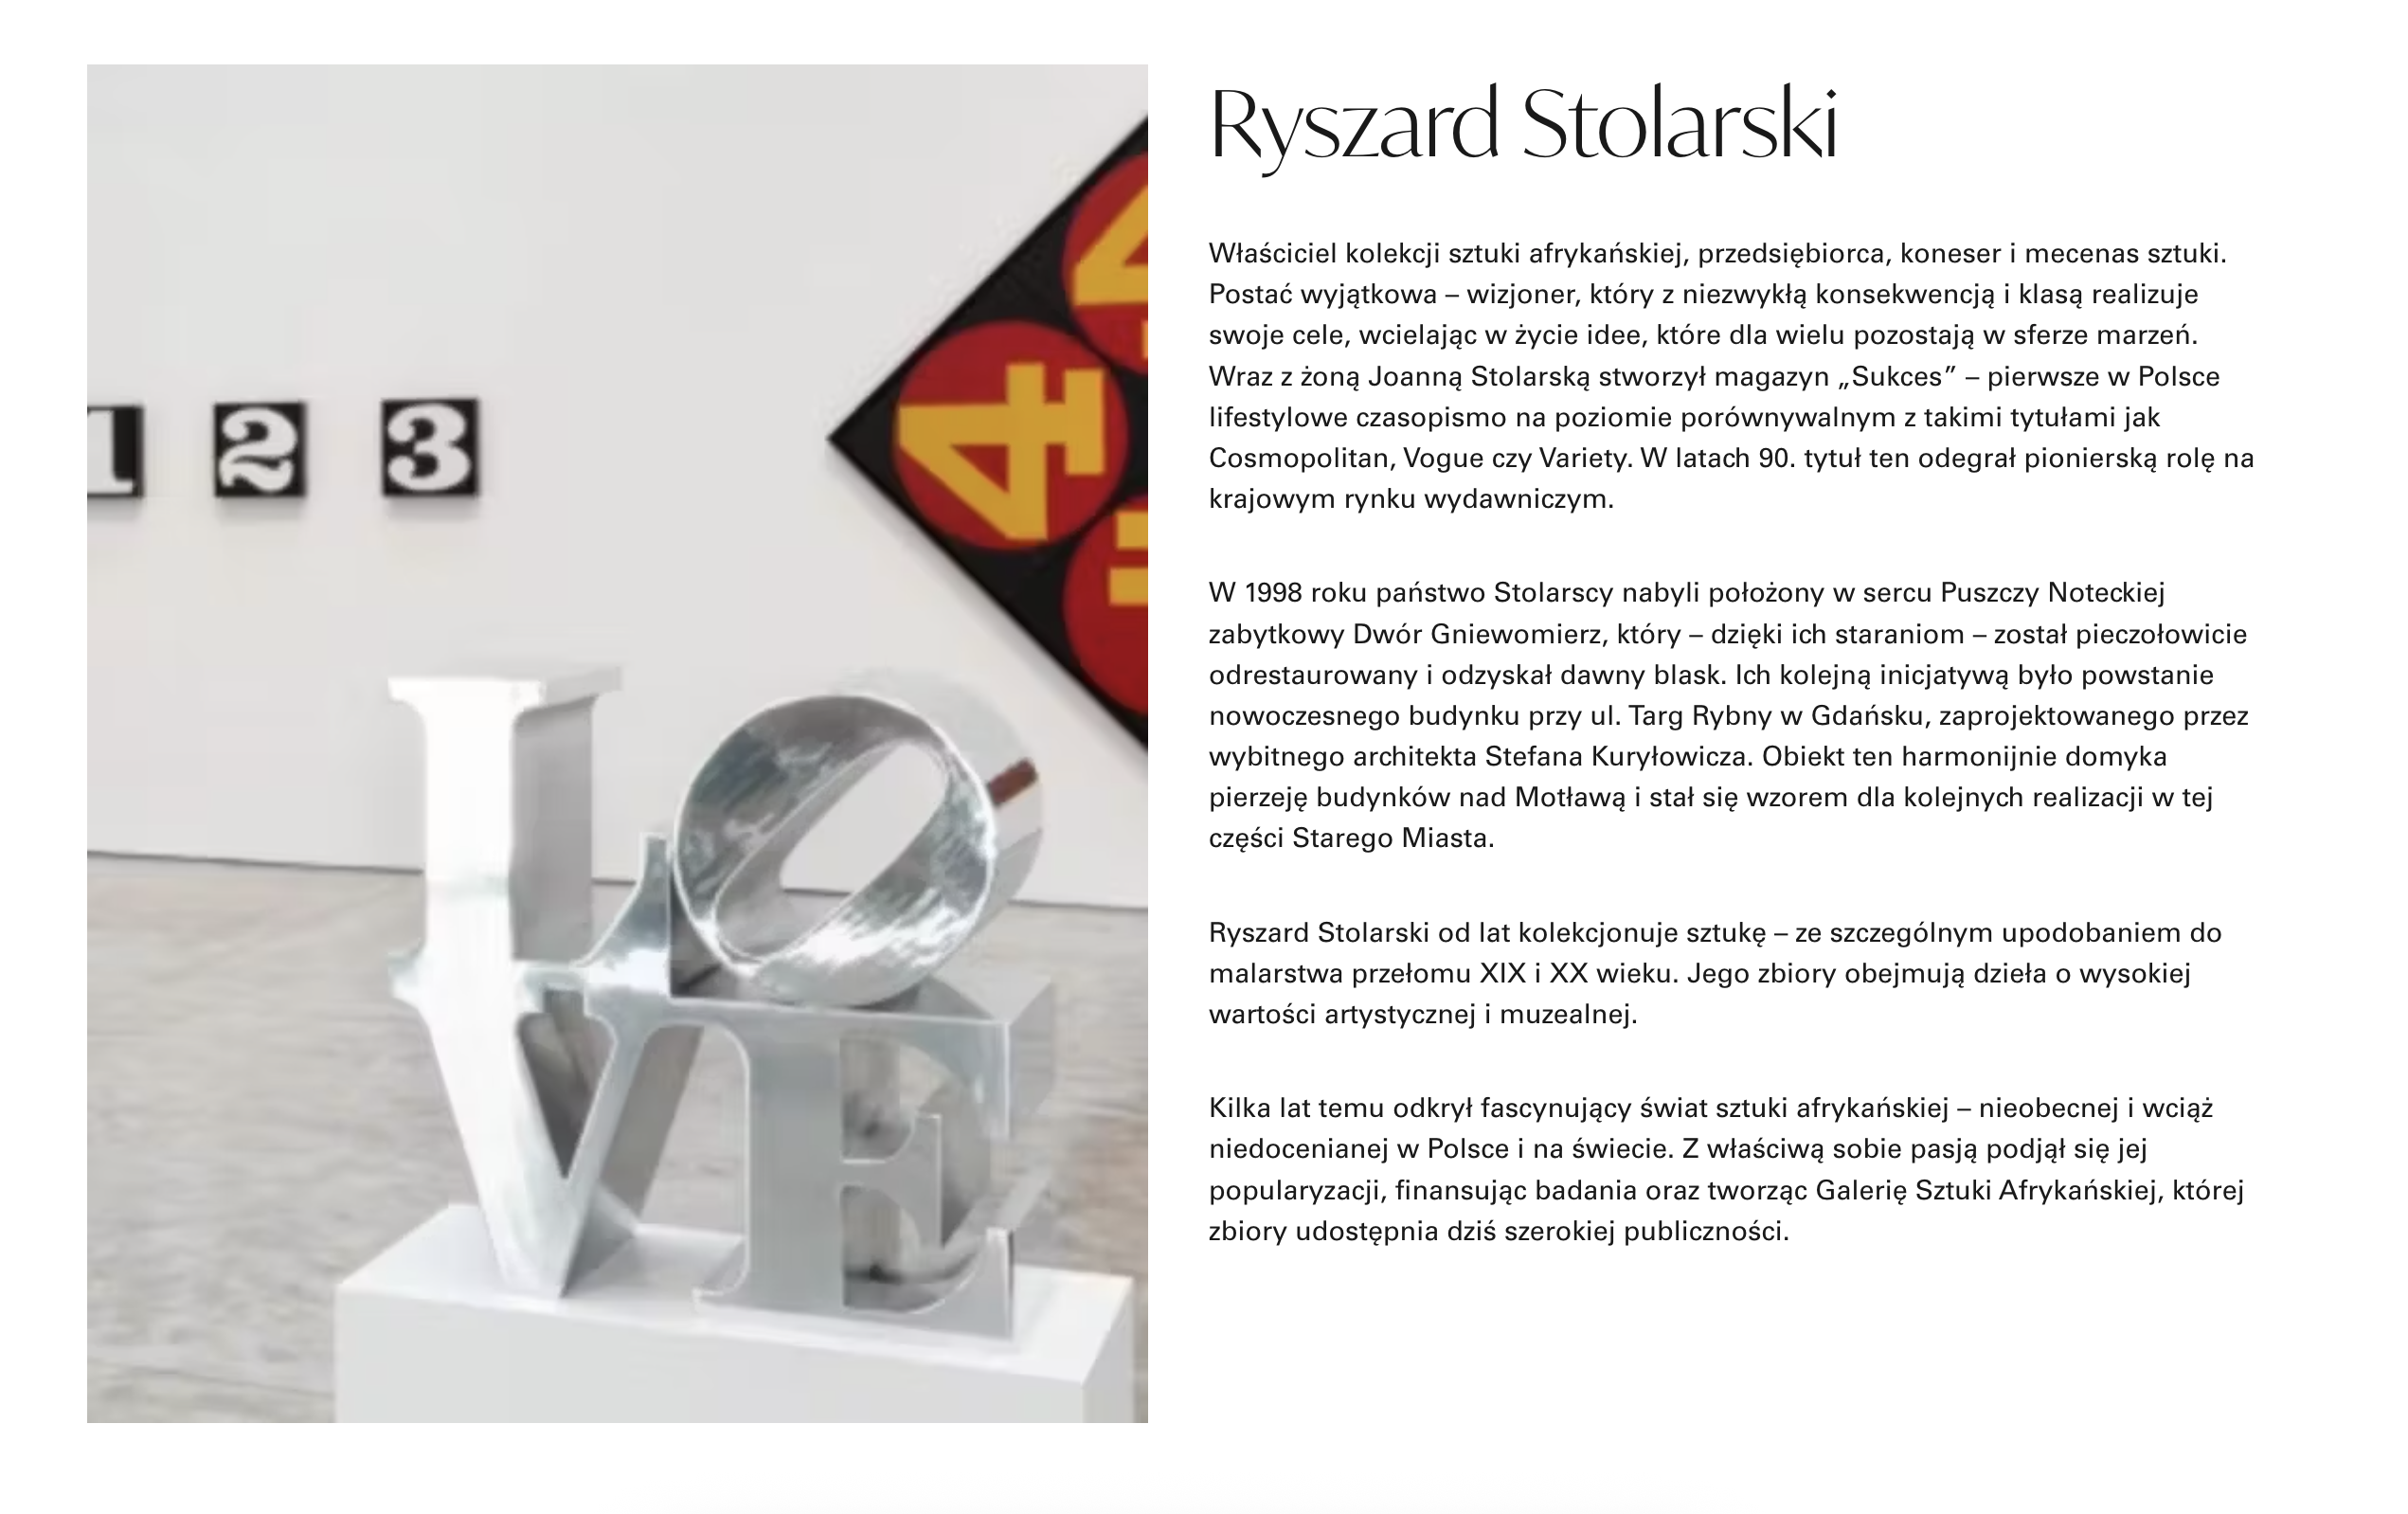 Ryszard Stolarski
Właściciel kolekcji sztuki afrykańskiej, przedsiębiorca, koneser i mecenas sztuki.
Postać wyjątkowa – wizjoner, który z niezwykłą konsekwencją i klasą realizuje
swoje cele, wcielając w życie idee, które dla wielu pozostają w sferze marzeń.
Wraz z żoną Joanną Stolarską stworzył magazyn „Sukces” – pierwsze w Polsce
lifestylowe czasopismo na poziomie porównywalnym z takimi tytułami jak
Cosmopolitan, Vogue czy Variety. W latach 90. tytuł ten odegrał pionierską rolę na
krajowym rynku wydawniczym.
W 1998 roku państwo Stolarscy nabyli położony w sercu Puszczy Noteckiej
zabytkowy Dwór Gniewomierz, który – dzięki ich staraniom – został pieczołowicie
odrestaurowany i odzyskał dawny blask. Ich kolejną inicjatywą było powstanie
nowoczesnego budynku przy ul. Targ Rybny w Gdańsku, zaprojektowanego przez
wybitnego architekta Stefana Kuryłowicza. Obiekt ten harmonijnie domyka
pierzeję budynków nad Motławą i stał się wzorem dla kolejnych realizacji w tej
części Starego Miasta.
Ryszard Stolarski od lat kolekcjonuje sztukę – ze szczególnym upodobaniem do
malarstwa przełomu XIX i XX wieku. Jego zbiory obejmują dzieła o wysokiej
wartości artystycznej i muzealnej.
Kilka lat temu odkrył fascynujący świat sztuki afrykańskiej – nieobecnej i wciąż
niedocenianej w Polsce i na świecie. Z właściwą sobie pasją podjął się jej
popularyzacji, finansując badania oraz tworząc Galerię Sztuki Afrykańskiej, której
zbiory udostępnia dziś szerokiej publiczności.
1 2 3
4
LO
VE